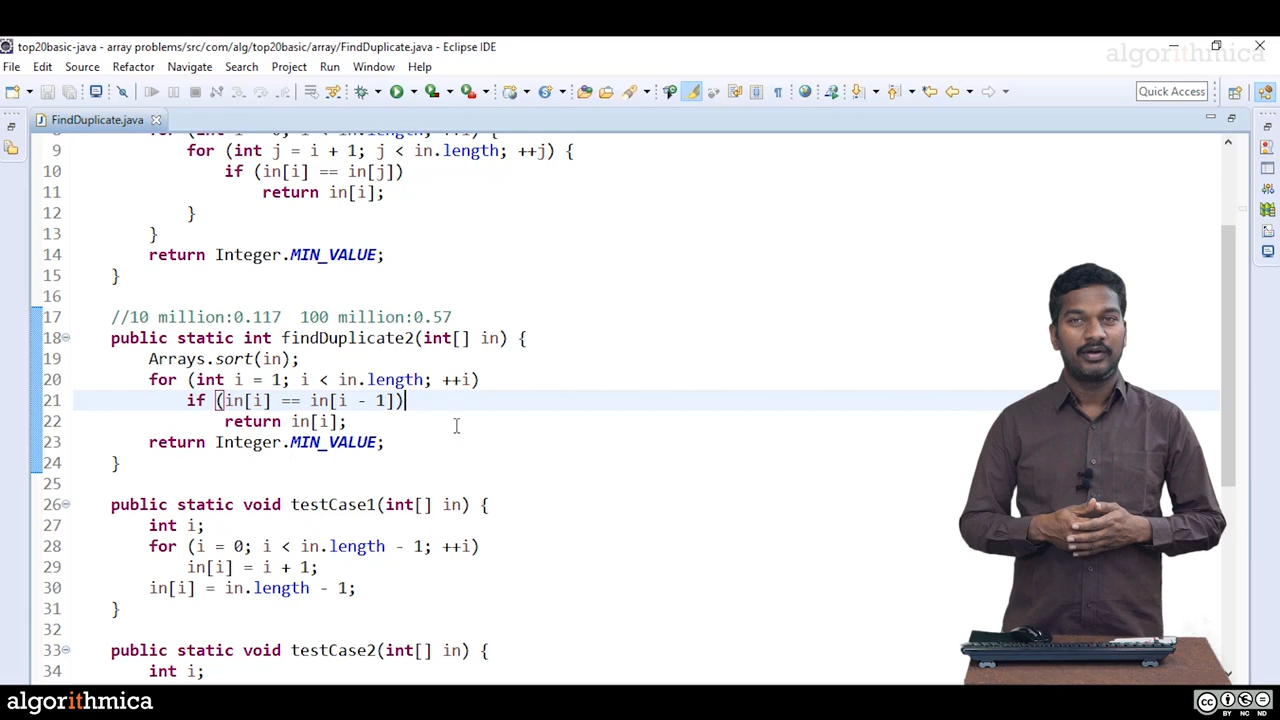 top20basic-java - array problems/src/com/alg/top20basic/array/FindDuplicate.java - Eclipse IDE
algorithmica
File Edit Source Refactor Navigate Search Project Run Window Help
Quick Access
FindDuplicate.java
9 for (int j = i + 1; j < in.length; ++j) {
10 if (in[i] == in[j])
11 return in[i];
12 }
13 }
14 return Integer.MIN_VALUE;
15 }
16
17 //10 million:0.117  100 million:0.57
18 public static int findDuplicate2(int[] in) {
19 Arrays.sort(in);
20 for (int i = 1; i < in.length; ++i)
21 if (in[i] == in[i - 1])
22 return in[i];
23 return Integer.MIN_VALUE;
24 }
25
26 public static void testCase1(int[] in) {
27 int i;
28 for (i = 0; i < in.length - 1; ++i)
29 in[i] = i + 1;
30 in[i] = in.length - 1;
31 }
32
33 public static void testCase2(int[] in) {
34 int i;
algorithmica
CC BY NC ND